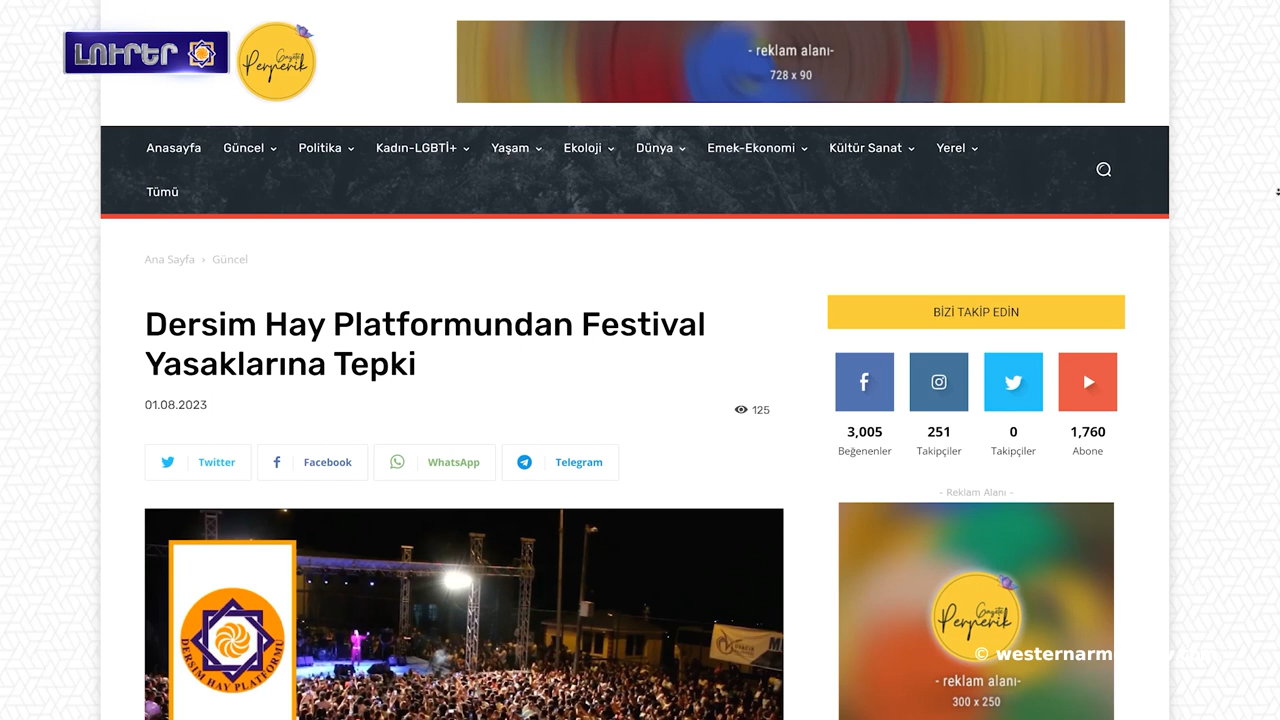 ԼՈՒՐԵՐ
Gazete
Perperik
- reklam alanı-
728 x 90
Anasayfa Güncel Politika Kadın-LGBTİ+ Yaşam Ekoloji Dünya Emek-Ekonomi Kültür Sanat Yerel
Tümü
Ana Sayfa › Güncel
Dersim Hay Platformundan Festival
Yasaklarına Tepki
01.08.2023
125
Twitter Facebook WhatsApp Telegram
BİZİ TAKİP EDİN
3,005 251 0 1,760
Beğenenler Takipçiler Takipçiler Abone
- Reklam Alanı -
DERSIM HAY PLATFORMU
Gazete
Perperik
© westernarm
- reklam alanı-
300 x 250